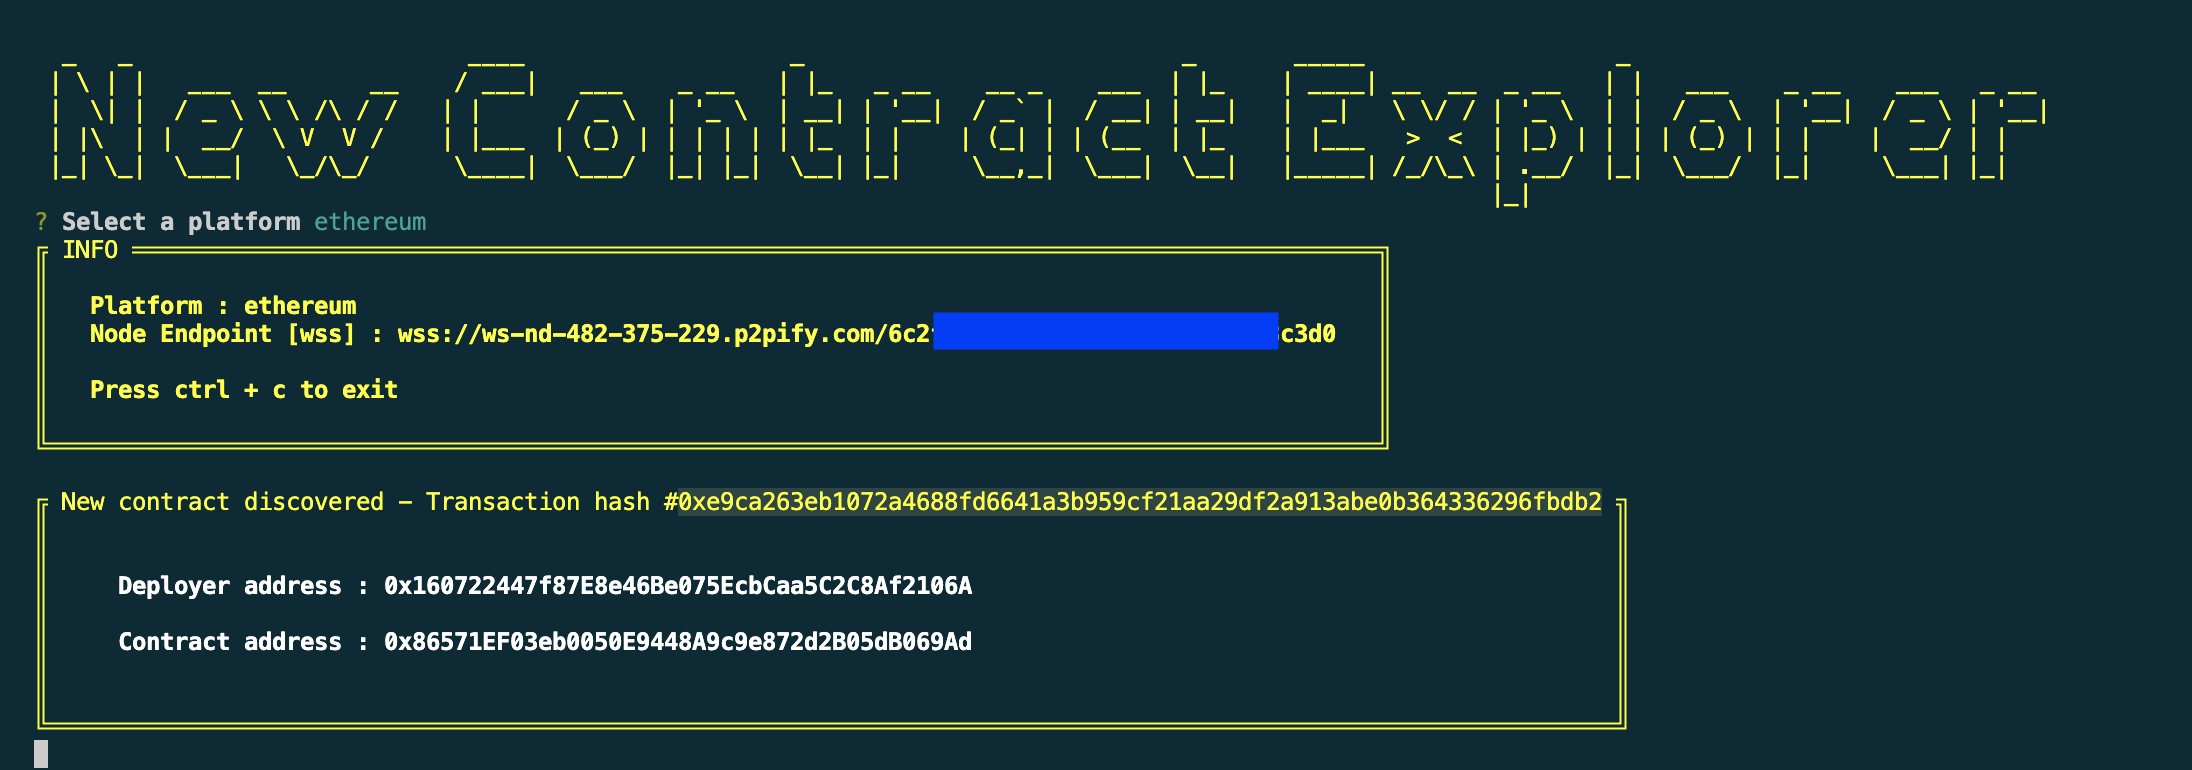 New Contract Explorer
? Select a platform ethereum
INFO
Platform : ethereum
Node Endpoint [wss] : wss://ws-nd-482-375-229.p2pify.com/6c2 c3d0
Press ctrl + c to exit
New contract discovered - Transaction hash #0xe9ca263eb1072a4688fd6641a3b959cf21aa29df2a913abe0b364336296fbdb2
Deployer address : 0x160722447f87E8e46Be075EcbCaa5C2C8Af2106A
Contract address : 0x86571EF03eb0050E9448A9c9e872d2B05dB069Ad